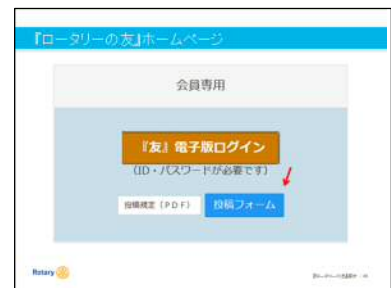 『ロータリーの友』ホームページ
会員専用
『友』電子版ログイン
(ID・パスワードが必要です)
投稿規定（PDF） 投稿フォーム
Rotary